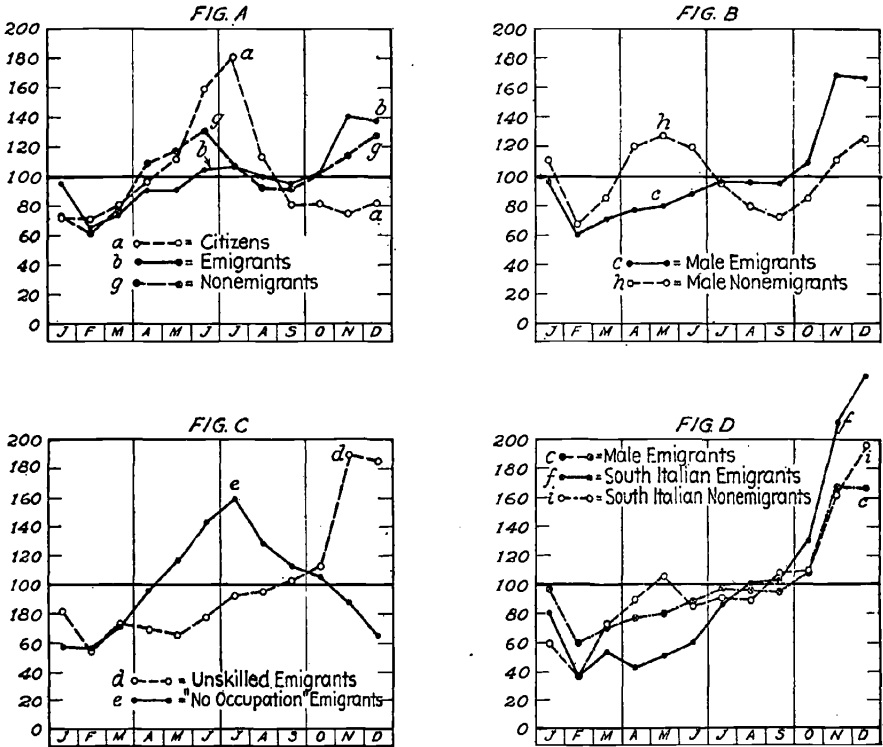 FIG. A
200
180
160
140
120
100
80
60
40
20
0
a
g
b
b
g
a
a = Citizens
b = Emigrants
g = Nonemigrants
J F M A M J J A S O N D
FIG. B
200
180
160
140
120
100
80
60
40
20
0
h
c
c = Male Emigrants
h = Male Nonemigrants
J F M A M J J A S O N D
FIG. C
200
180
160
140
120
100
80
60
40
20
0
d
e
d = Unskilled Emigrants
e = "No Occupation" Emigrants
J F M A M J J A S O N D
FIG. D
200
180
160
140
120
100
80
60
40
20
0
c = Male Emigrants
f = South Italian Emigrants
i = South Italian Nonemigrants
f
i
c
J F M A M J J A S O N D